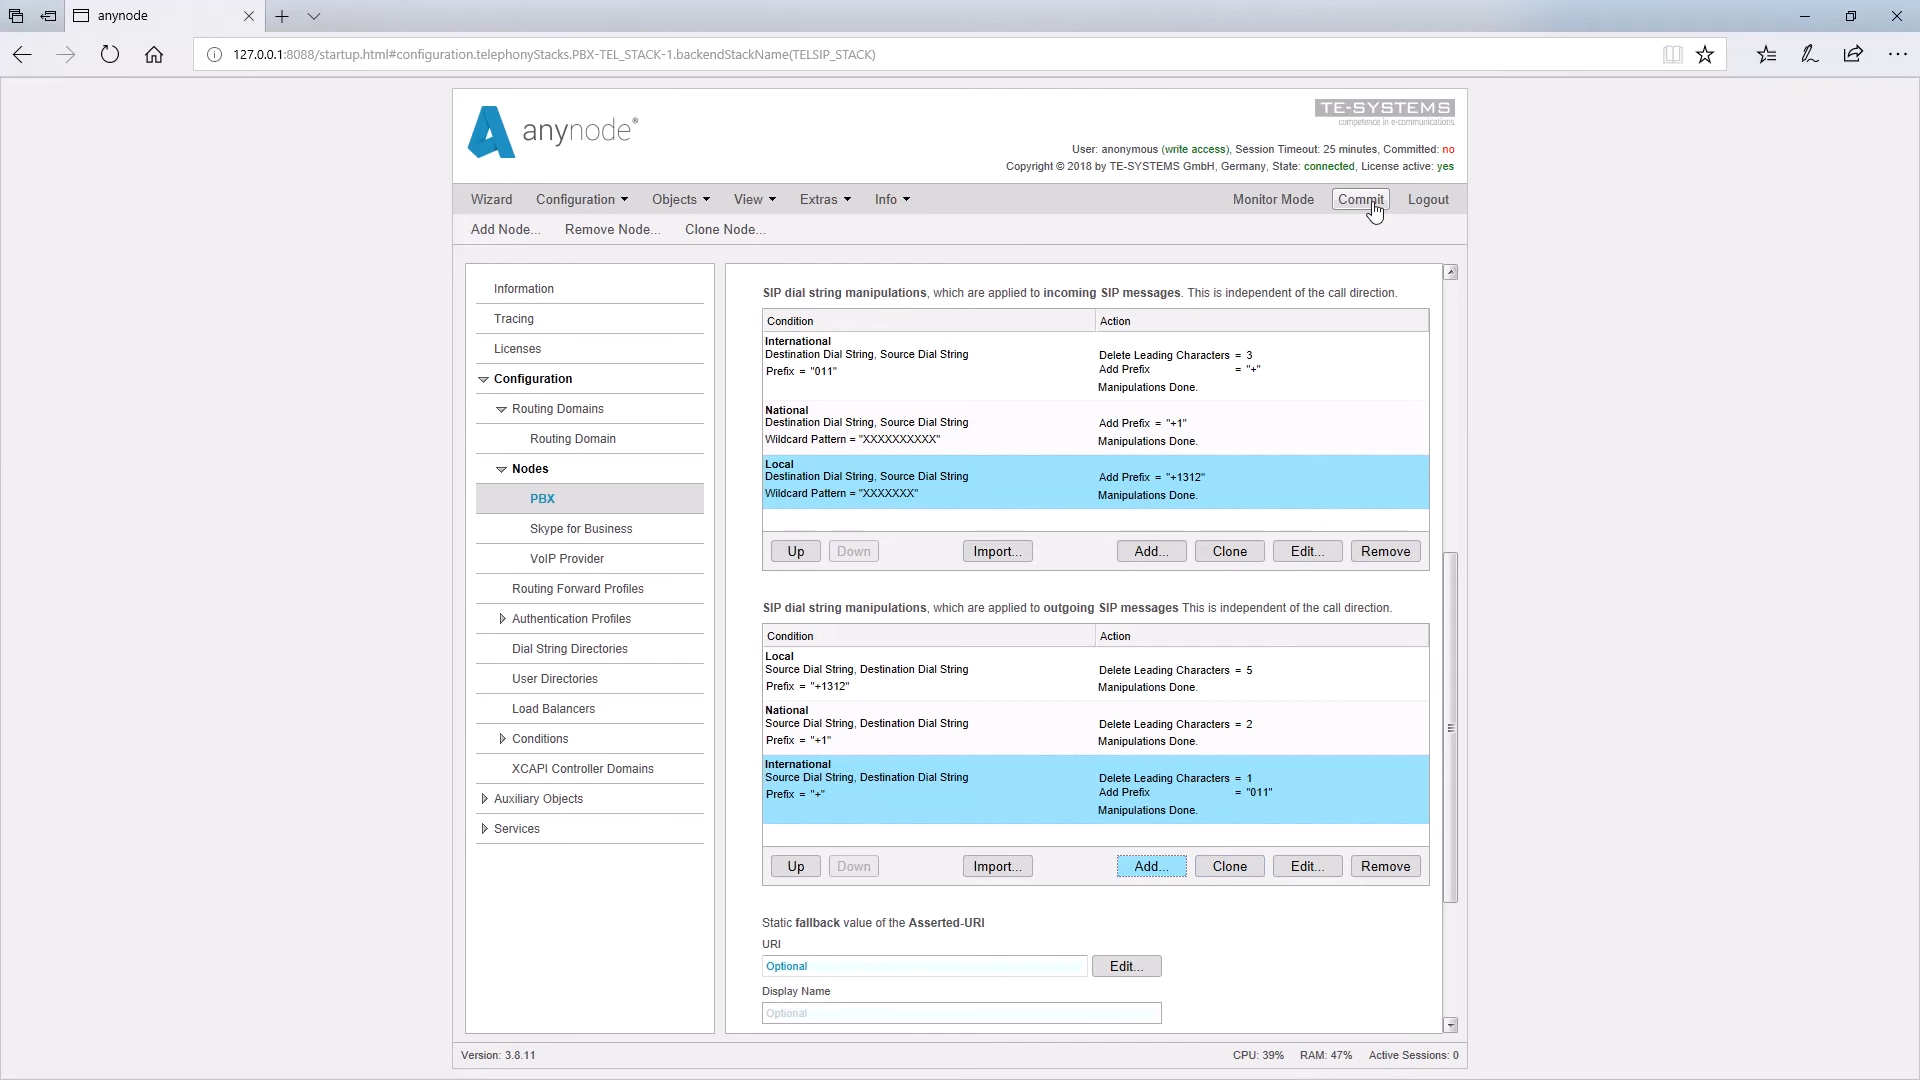 anynode
127.0.0.1:8088/startup.html#configuration.telephonyStacks.PBX-TEL_STACK-1.backendStackName(TELSIP_STACK)
anynode®
TE-SYSTEMS
competence in e-communications.
User: anonymous (write access), Session Timeout: 25 minutes, Committed: no
Copyright © 2018 by TE-SYSTEMS GmbH, Germany, State: connected, License active: yes
Wizard Configuration Objects View Extras Info Monitor Mode Commit Logout
Add Node... Remove Node... Clone Node...
Information
Tracing
Licenses
Configuration
Routing Domains
Routing Domain
Nodes
PBX
Skype for Business
VoIP Provider
Routing Forward Profiles
Authentication Profiles
Dial String Directories
User Directories
Load Balancers
Conditions
XCAPI Controller Domains
Auxiliary Objects
Services
SIP dial string manipulations, which are applied to incoming SIP messages. This is independent of the call direction.
Condition Action
International
Destination Dial String, Source Dial String Delete Leading Characters = 3
Prefix = "011" Add Prefix = "+"
Manipulations Done.
National
Destination Dial String, Source Dial String Add Prefix = "+1"
Wildcard Pattern = "XXXXXXXXXX" Manipulations Done.
Local
Destination Dial String, Source Dial String Add Prefix = "+1312"
Wildcard Pattern = "XXXXXXX" Manipulations Done.
Up Down Import... Add... Clone Edit... Remove
SIP dial string manipulations, which are applied to outgoing SIP messages This is independent of the call direction.
Condition Action
Local
Source Dial String, Destination Dial String Delete Leading Characters = 5
Prefix = "+1312" Manipulations Done.
National
Source Dial String, Destination Dial String Delete Leading Characters = 2
Prefix = "+1" Manipulations Done.
International
Source Dial String, Destination Dial String Delete Leading Characters = 1
Prefix = "+" Add Prefix = "011"
Manipulations Done.
Up Down Import... Add... Clone Edit... Remove
Static fallback value of the Asserted-URI
URI
Optional Edit...
Display Name
Optional
Version: 3.8.11 CPU: 39% RAM: 47% Active Sessions: 0